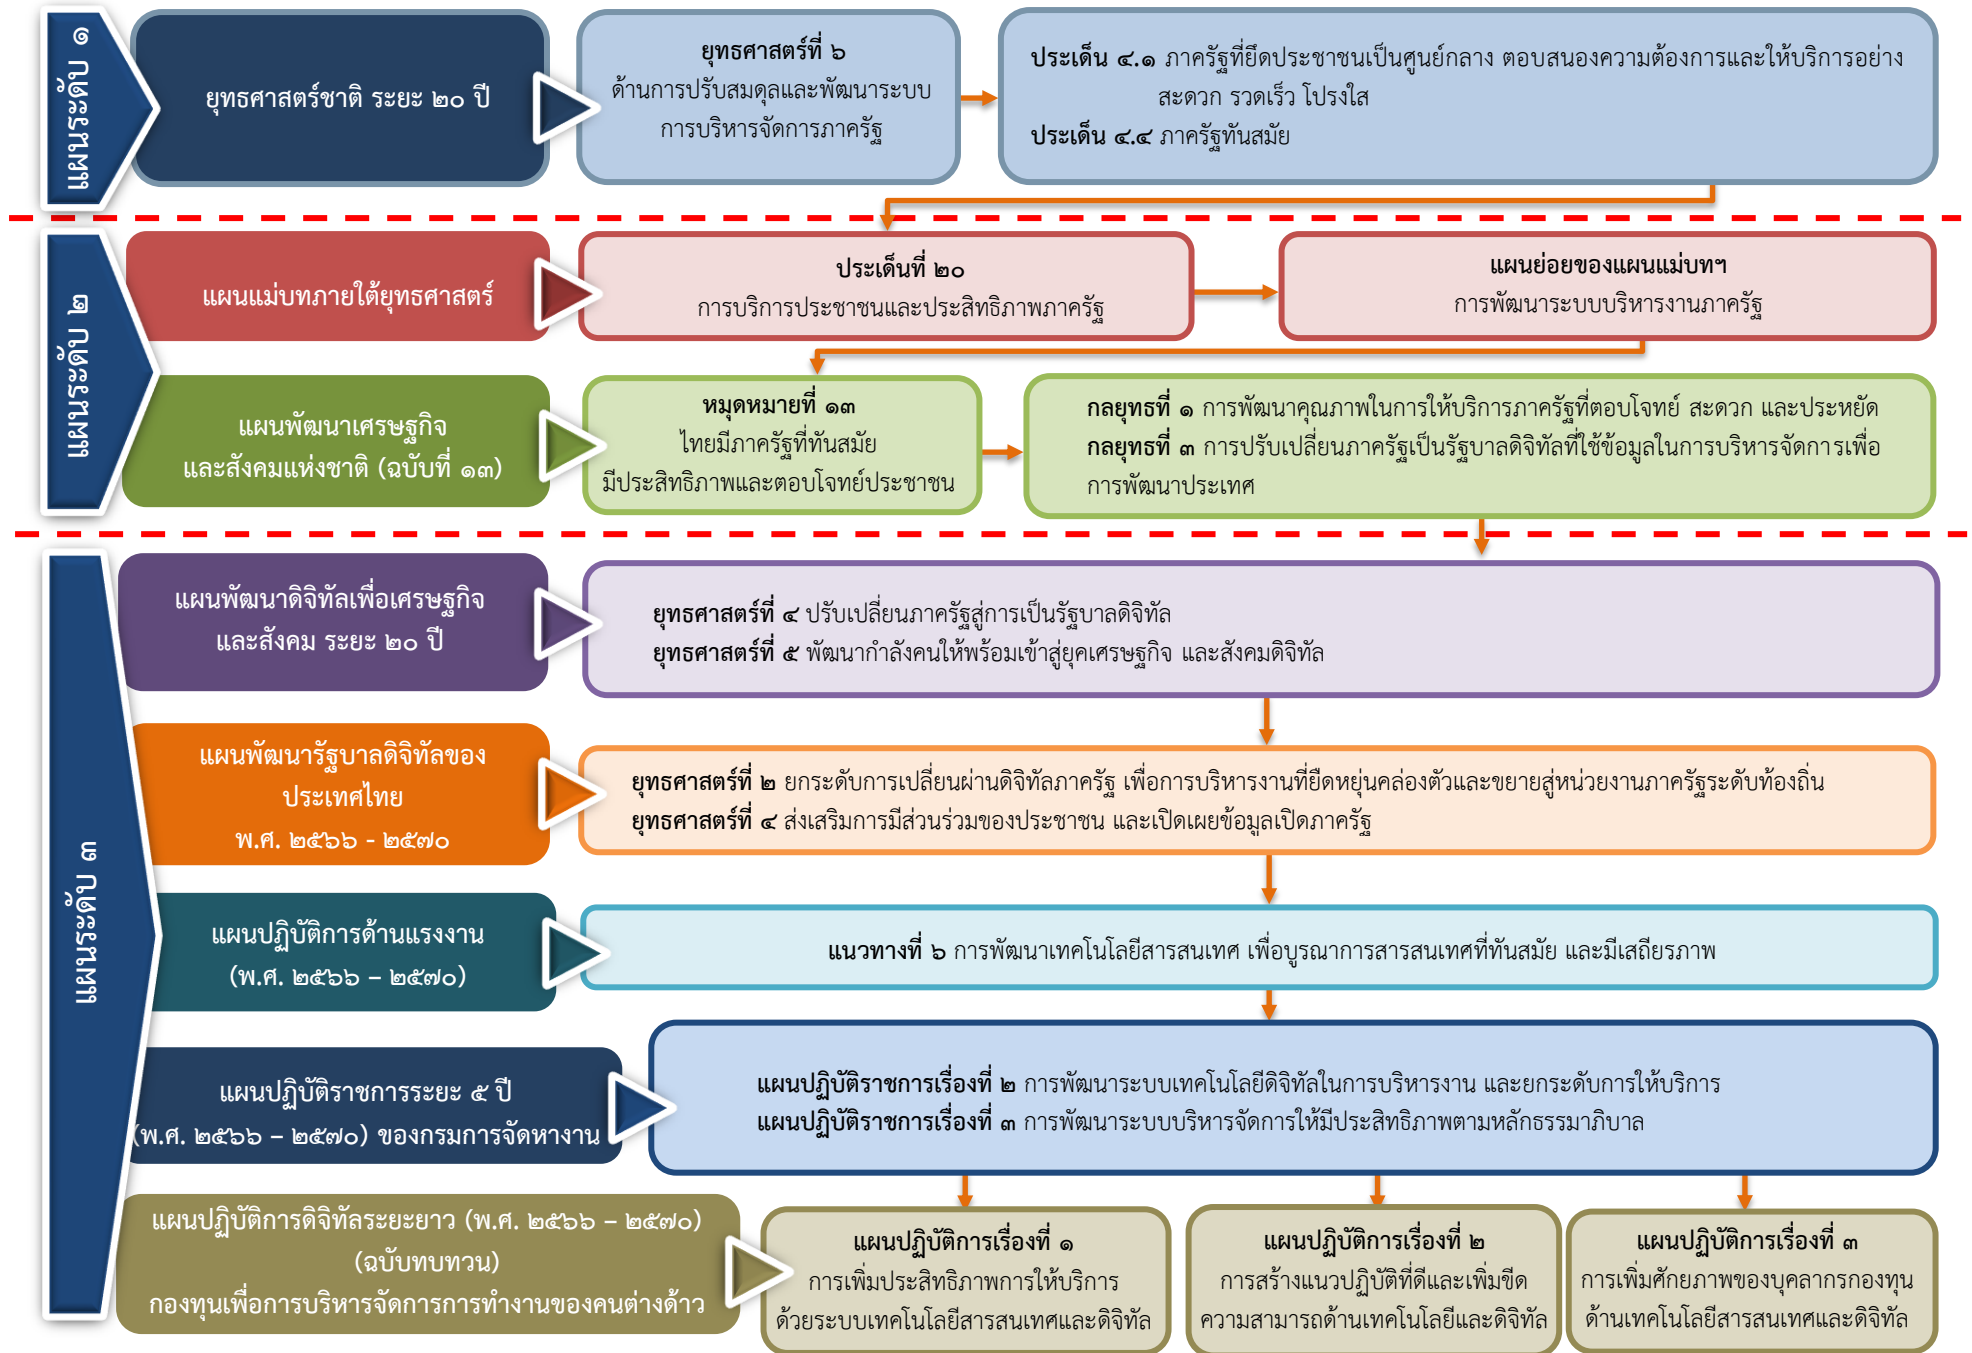 แผนระดับ ๑
ยุทธศาสตร์ชาติ ระยะ ๒๐ ปี
ยุทธศาสตร์ที่ ๖
ด้านการปรับสมดุลและพัฒนาระบบ
การบริหารจัดการภาครัฐ
ประเด็น ๔.๑ ภาครัฐที่ยึดประชาชนเป็นศูนย์กลาง ตอบสนองความต้องการและให้บริการอย่าง
สะดวก รวดเร็ว โปรงใส
ประเด็น ๔.๔ ภาครัฐทันสมัย
แผนระดับ ๒
แผนแม่บทภายใต้ยุทธศาสตร์
ประเด็นที่ ๒๐
การบริการประชาชนและประสิทธิภาพภาครัฐ
แผนย่อยของแผนแม่บทฯ
การพัฒนาระบบบริหารงานภาครัฐ
แผนพัฒนาเศรษฐกิจ
และสังคมแห่งชาติ (ฉบับที่ ๑๓)
หมุดหมายที่ ๑๓
ไทยมีภาครัฐที่ทันสมัย
มีประสิทธิภาพและตอบโจทย์ประชาชน
กลยุทธที่ ๑ การพัฒนาคุณภาพในการให้บริการภาครัฐที่ตอบโจทย์ สะดวก และประหยัด
กลยุทธที่ ๓ การปรับเปลี่ยนภาครัฐเป็นรัฐบาลดิจิทัลที่ใช้ข้อมูลในการบริหารจัดการเพื่อ
การพัฒนาประเทศ
แผนระดับ ๓
แผนพัฒนาดิจิทัลเพื่อเศรษฐกิจ
และสังคม ระยะ ๒๐ ปี
ยุทธศาสตร์ที่ ๔ ปรับเปลี่ยนภาครัฐสู่การเป็นรัฐบาลดิจิทัล
ยุทธศาสตร์ที่ ๕ พัฒนากำลังคนให้พร้อมเข้าสู่ยุคเศรษฐกิจ และสังคมดิจิทัล
แผนพัฒนารัฐบาลดิจิทัลของ
ประเทศไทย
พ.ศ. ๒๕๖๖ - ๒๕๗๐
ยุทธศาสตร์ที่ ๒ ยกระดับการเปลี่ยนผ่านดิจิทัลภาครัฐ เพื่อการบริหารงานที่ยืดหยุ่นคล่องตัวและขยายสู่หน่วยงานภาครัฐระดับท้องถิ่น
ยุทธศาสตร์ที่ ๔ ส่งเสริมการมีส่วนร่วมของประชาชน และเปิดเผยข้อมูลเปิดภาครัฐ
แผนปฏิบัติการด้านแรงงาน
(พ.ศ. ๒๕๖๖ – ๒๕๗๐)
แนวทางที่ ๖ การพัฒนาเทคโนโลยีสารสนเทศ เพื่อบูรณาการสารสนเทศที่ทันสมัย และมีเสถียรภาพ
แผนปฏิบัติราชการระยะ ๕ ปี
(พ.ศ. ๒๕๖๖ – ๒๕๗๐) ของกรมการจัดหางาน
แผนปฏิบัติราชการเรื่องที่ ๒ การพัฒนาระบบเทคโนโลยีดิจิทัลในการบริหารงาน และยกระดับการให้บริการ
แผนปฏิบัติราชการเรื่องที่ ๓ การพัฒนาระบบบริหารจัดการให้มีประสิทธิภาพตามหลักธรรมาภิบาล
แผนปฏิบัติการดิจิทัลระยะยาว (พ.ศ. ๒๕๖๖ – ๒๕๗๐)
(ฉบับทบทวน)
กองทุนเพื่อการบริหารจัดการการทำงานของคนต่างด้าว
แผนปฏิบัติการเรื่องที่ ๑
การเพิ่มประสิทธิภาพการให้บริการ
ด้วยระบบเทคโนโลยีสารสนเทศและดิจิทัล
แผนปฏิบัติการเรื่องที่ ๒
การสร้างแนวปฏิบัติที่ดีและเพิ่มขีด
ความสามารถด้านเทคโนโลยีและดิจิทัล
แผนปฏิบัติการเรื่องที่ ๓
การเพิ่มศักยภาพของบุคลากรกองทุน
ด้านเทคโนโลยีสารสนเทศและดิจิทัล